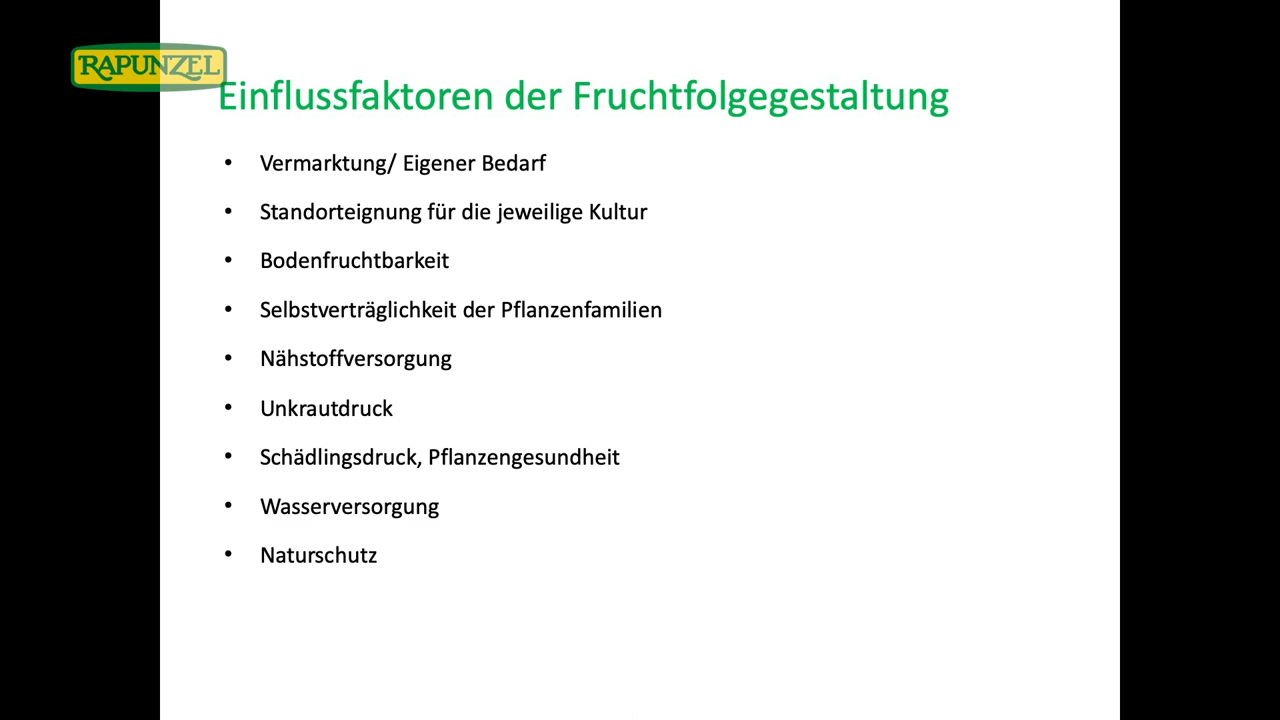 RAPUNZEL
Einflussfaktoren der Fruchtfolgegestaltung
• Vermarktung/ Eigener Bedarf
• Standorteignung für die jeweilige Kultur
• Bodenfruchtbarkeit
• Selbstverträglichkeit der Pflanzenfamilien
• Nähstoffversorgung
• Unkrautdruck
• Schädlingsdruck, Pflanzengesundheit
• Wasserversorgung
• Naturschutz